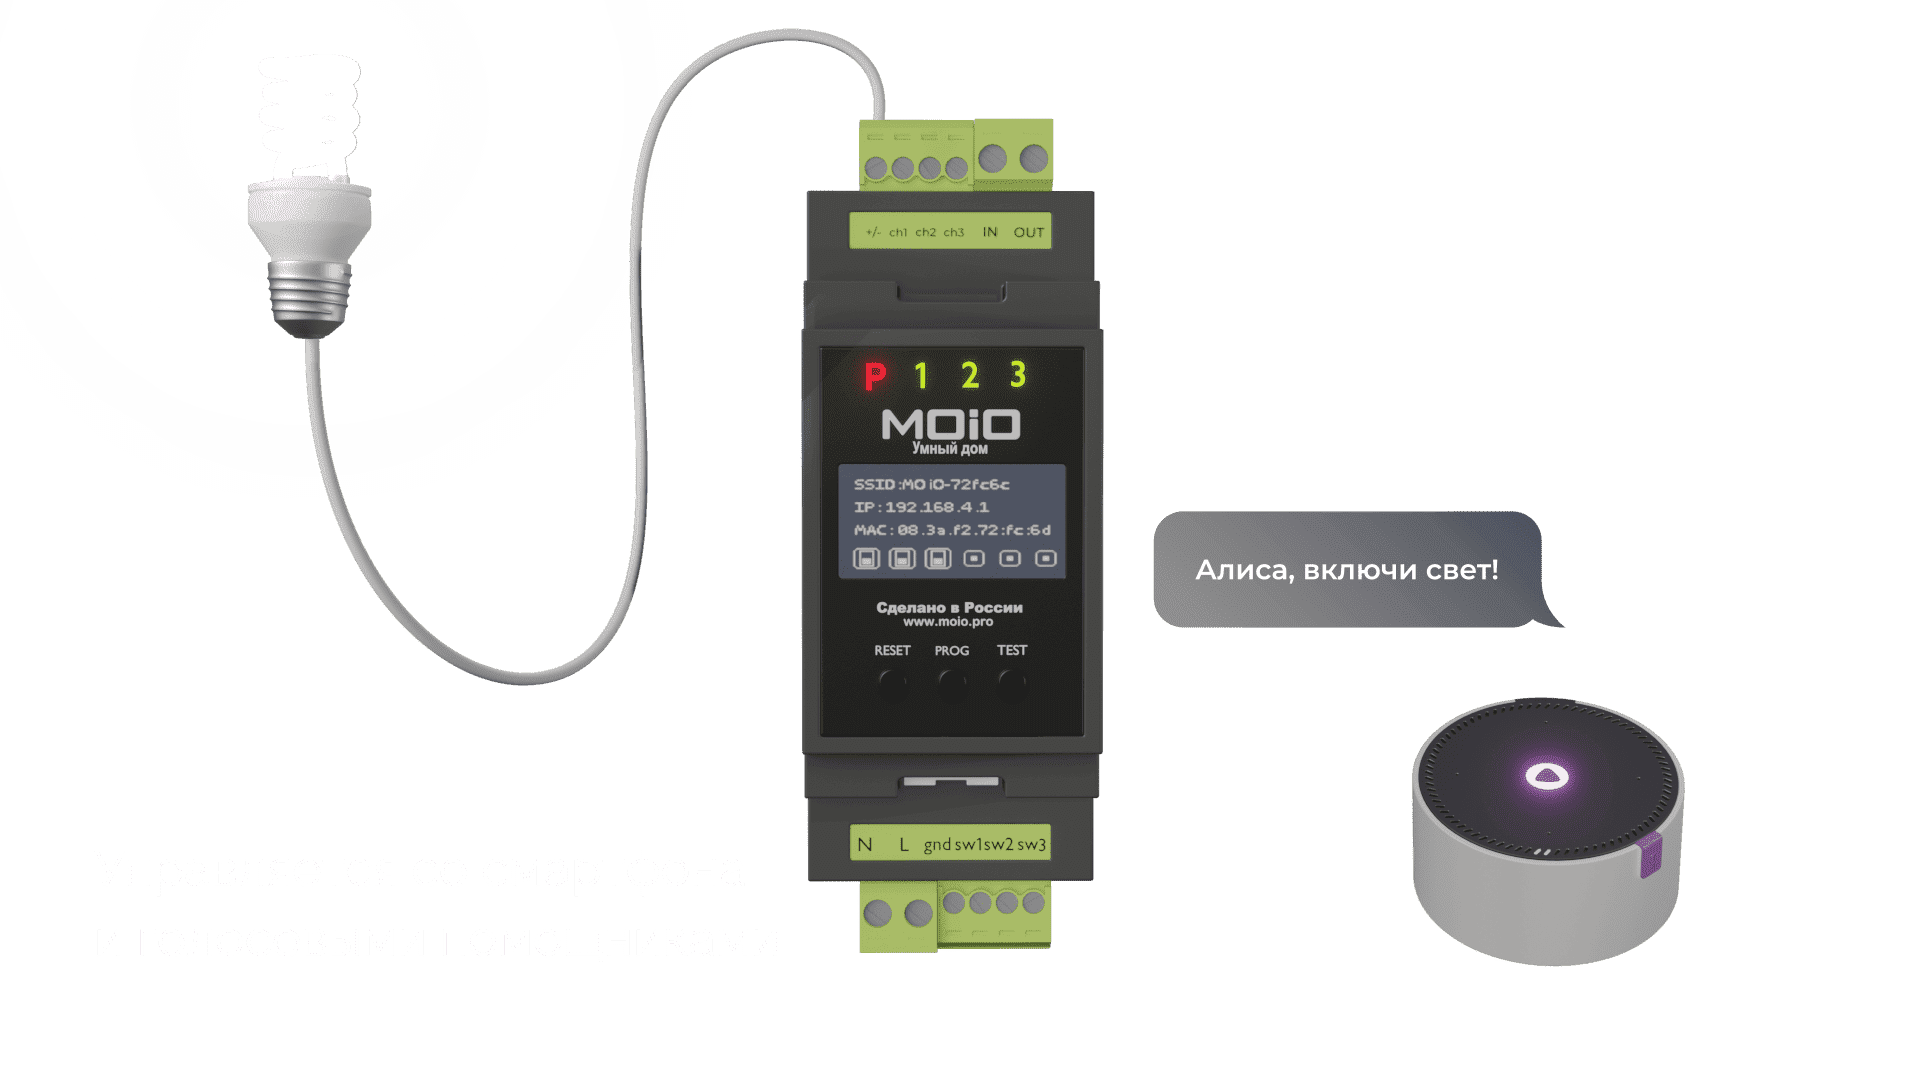 +/- ch1 ch2 ch3 IN OUT
P 1 2 3
MOiO
Умный дом
SSID:MOiO-72fc6c
IP:192.168.4.1
MAC:08.3a.f2.72:fc:6d
Сделано в России
www.moio.pro
RESET PROG TEST
N L gnd sw1 sw2 sw3
Алиса, включи свет!